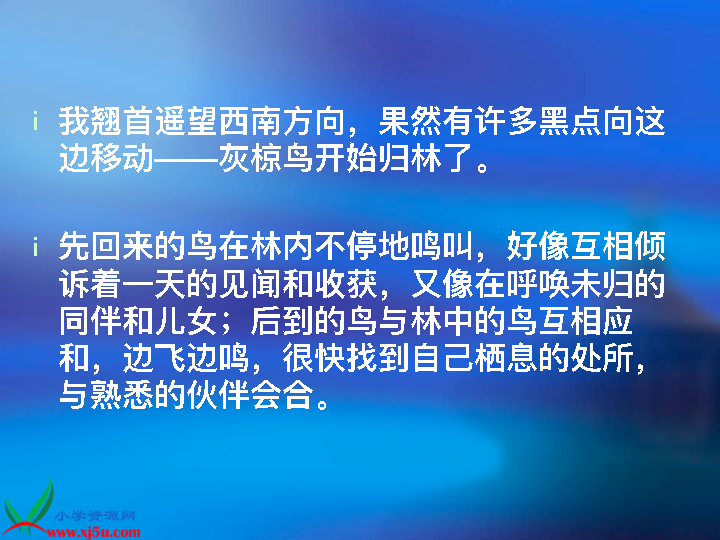 i 我翘首遥望西南方向，果然有许多黑点向这
边移动——灰椋鸟开始归林了。
i 先回来的鸟在林内不停地鸣叫，好像互相倾
诉着一天的见闻和收获，又像在呼唤未归的
同伴和儿女；后到的鸟与林中的鸟互相应
和，边飞边鸣，很快找到自己栖息的处所，
与熟悉的伙伴会合。
小学资源网
www.xj5u.com